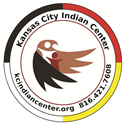 Kansas City Indian Center
kcindiancenter.org 816.421.7608